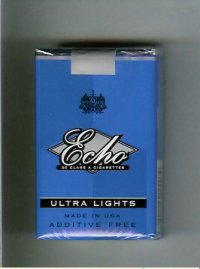 Echo
20 CLASS A CIGARETTES
ULTRA LIGHTS
MADE IN USA
ADDITIVE FREE